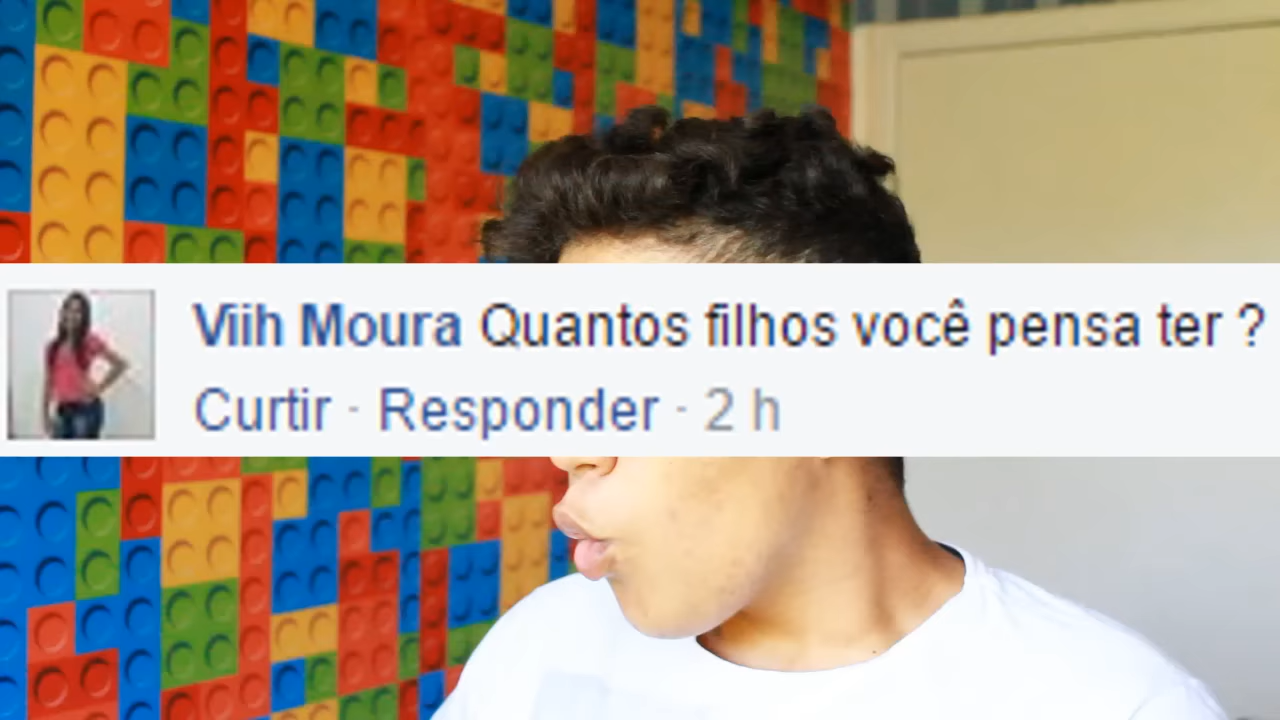 Viih Moura Quantos filhos você pensa ter ?
Curtir · Responder · 2 h